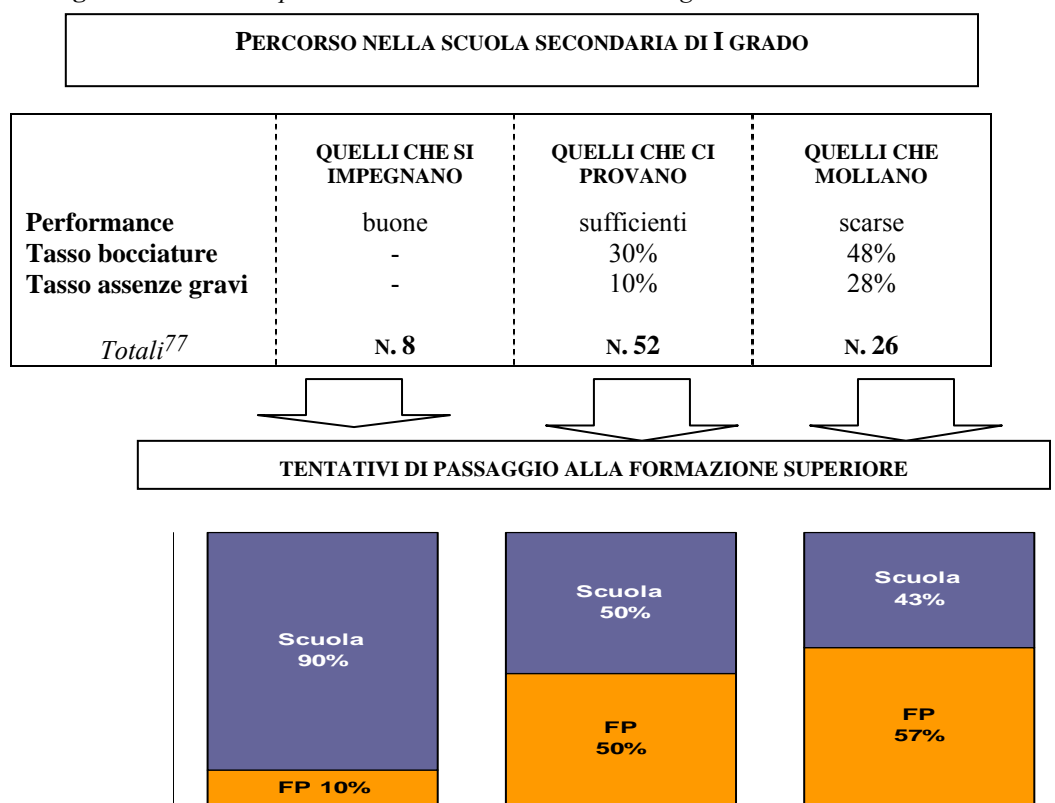 PERCORSO NELLA SCUOLA SECONDARIA DI I GRADO
QUELLI CHE SI IMPEGNANO
QUELLI CHE CI PROVANO
QUELLI CHE MOLLANO
Performance buone sufficienti scarse
Tasso bocciature - 30% 48%
Tasso assenze gravi - 10% 28%
Totali77 N. 8 N. 52 N. 26
TENTATIVI DI PASSAGGIO ALLA FORMAZIONE SUPERIORE
Scuola
90%
FP 10%
Scuola
50%
FP
50%
Scuola
43%
FP
57%